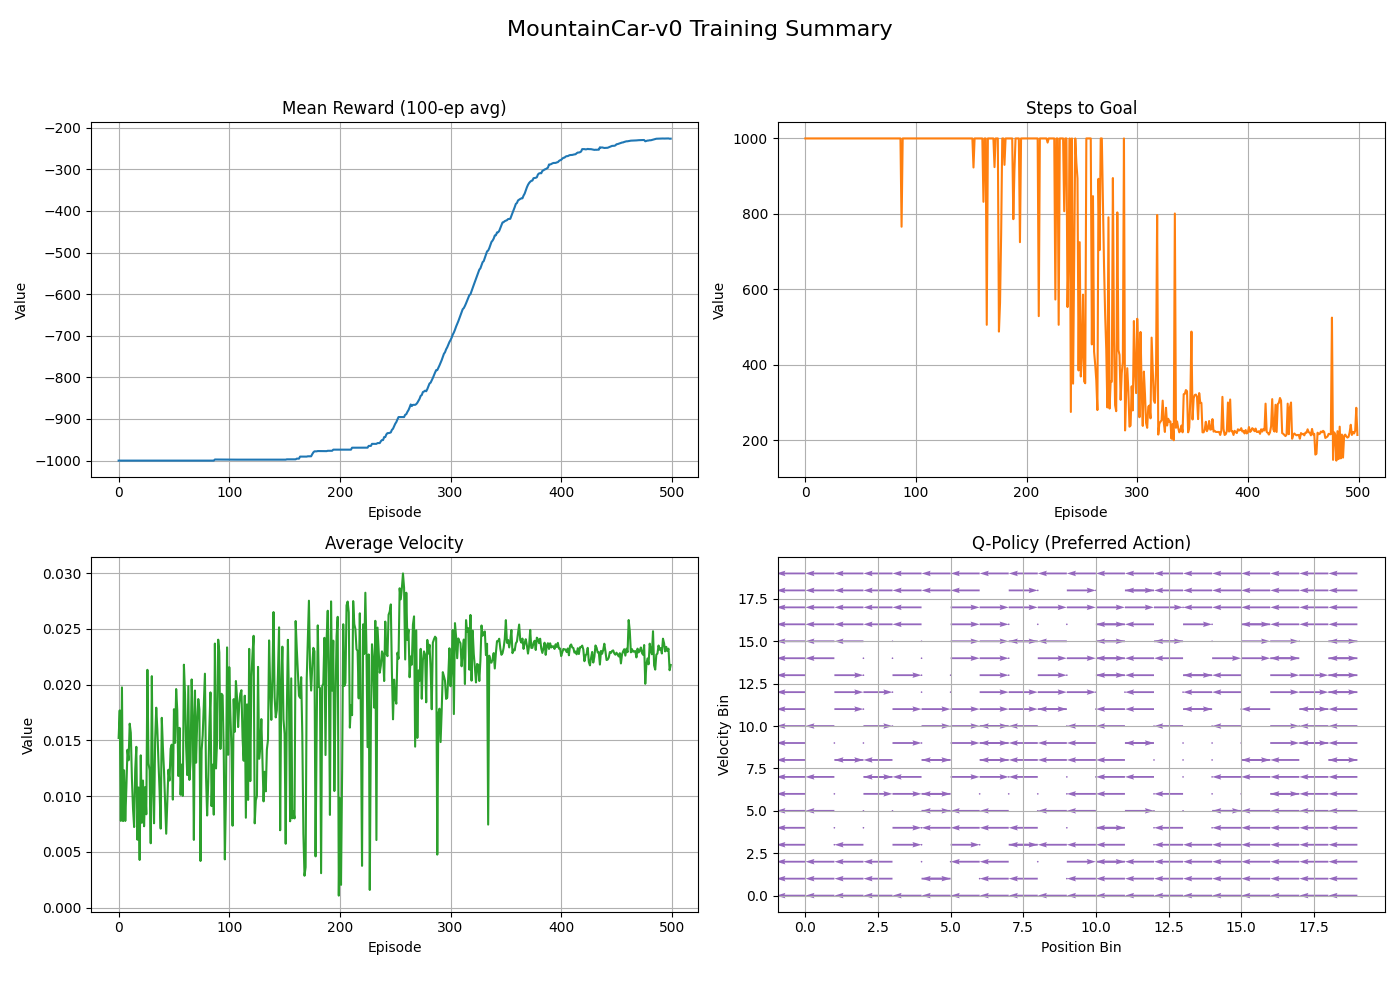 MountainCar-v0 Training Summary
Mean Reward (100-ep avg)
Value
−200
−300
−400
−500
−600
−700
−800
−900
−1000
0 100 200 300 400 500
Episode
Steps to Goal
Value
1000
800
600
400
200
0 100 200 300 400 500
Episode
Average Velocity
Value
0.030
0.025
0.020
0.015
0.010
0.005
0.000
0 100 200 300 400 500
Episode
Q-Policy (Preferred Action)
Velocity Bin
17.5
15.0
12.5
10.0
7.5
5.0
2.5
0.0
0.0 2.5 5.0 7.5 10.0 12.5 15.0 17.5
Position Bin